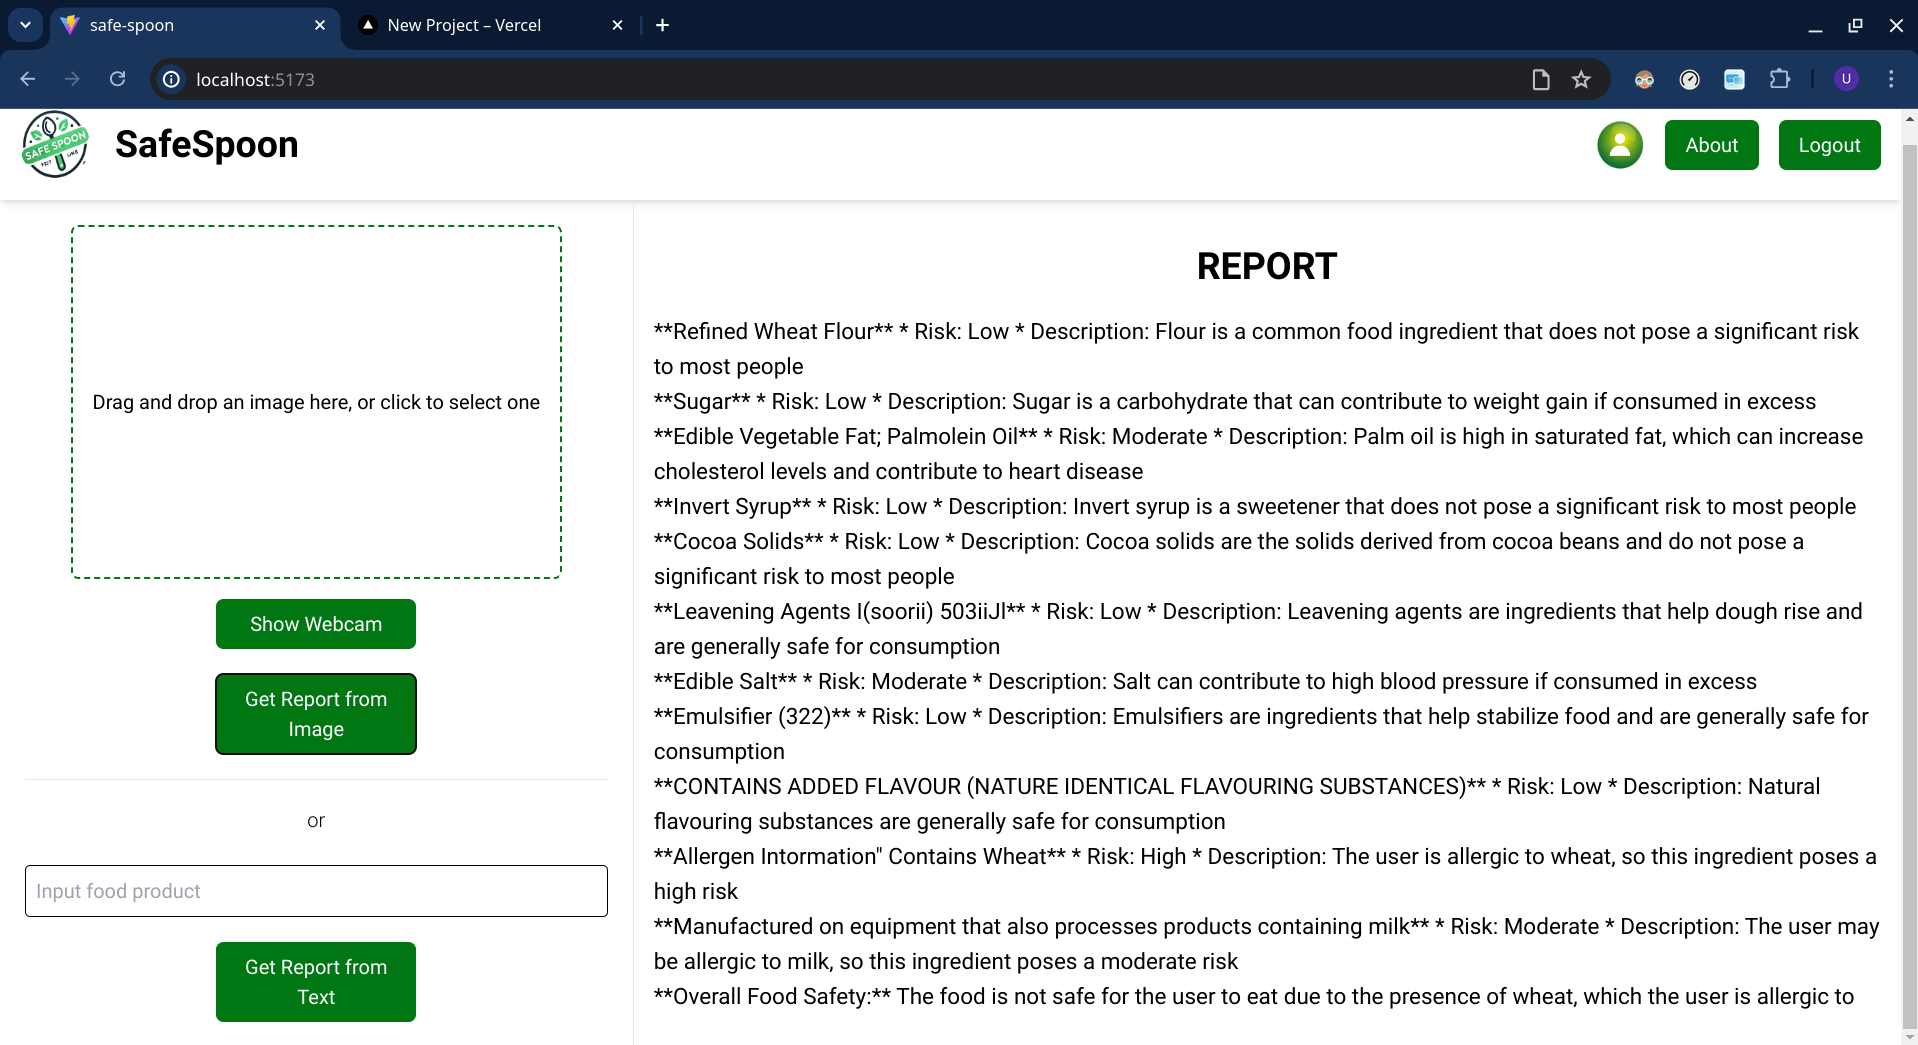 safe-spoon
New Project – Vercel
localhost:5173
U
SAFE SPOON
SafeSpoon
About
Logout
Drag and drop an image here, or click to select one
Show Webcam
Get Report from
Image
or
Input food product
Get Report from
Text
REPORT
**Refined Wheat Flour** * Risk: Low * Description: Flour is a common food ingredient that does not pose a significant risk
to most people
**Sugar** * Risk: Low * Description: Sugar is a carbohydrate that can contribute to weight gain if consumed in excess
**Edible Vegetable Fat; Palmolein Oil** * Risk: Moderate * Description: Palm oil is high in saturated fat, which can increase
cholesterol levels and contribute to heart disease
**Invert Syrup** * Risk: Low * Description: Invert syrup is a sweetener that does not pose a significant risk to most people
**Cocoa Solids** * Risk: Low * Description: Cocoa solids are the solids derived from cocoa beans and do not pose a
significant risk to most people
**Leavening Agents I(soorii) 503iiJl** * Risk: Low * Description: Leavening agents are ingredients that help dough rise and
are generally safe for consumption
**Edible Salt** * Risk: Moderate * Description: Salt can contribute to high blood pressure if consumed in excess
**Emulsifier (322)** * Risk: Low * Description: Emulsifiers are ingredients that help stabilize food and are generally safe for
consumption
**CONTAINS ADDED FLAVOUR (NATURE IDENTICAL FLAVOURING SUBSTANCES)** * Risk: Low * Description: Natural
flavouring substances are generally safe for consumption
**Allergen Intormation" Contains Wheat** * Risk: High * Description: The user is allergic to wheat, so this ingredient poses a
high risk
**Manufactured on equipment that also processes products containing milk** * Risk: Moderate * Description: The user may
be allergic to milk, so this ingredient poses a moderate risk
**Overall Food Safety:** The food is not safe for the user to eat due to the presence of wheat, which the user is allergic to